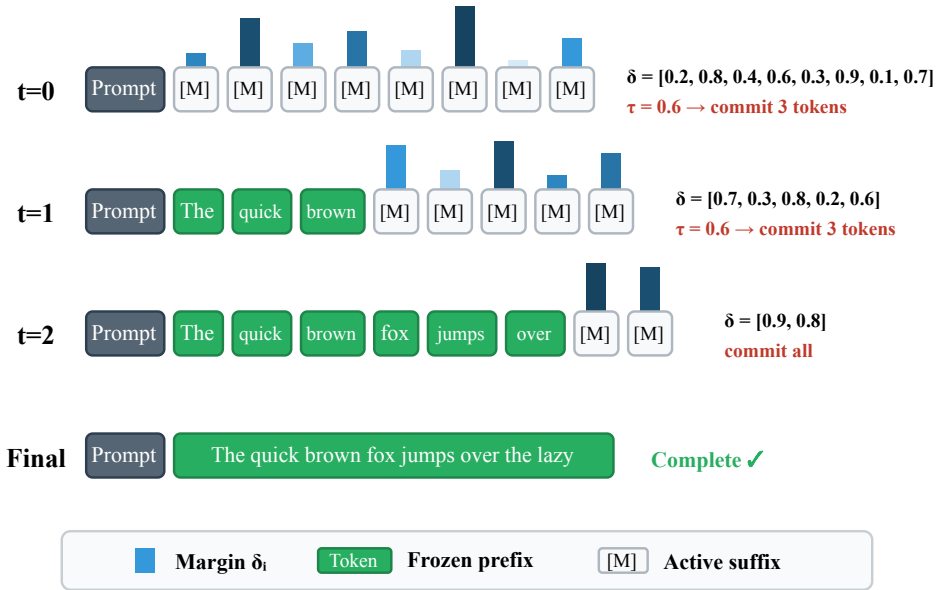 t=0 Prompt [M] [M] [M] [M] [M] [M] [M] [M] δ = [0.2, 0.8, 0.4, 0.6, 0.3, 0.9, 0.1, 0.7]
τ = 0.6 → commit 3 tokens
t=1 Prompt The quick brown [M] [M] [M] [M] [M] δ = [0.7, 0.3, 0.8, 0.2, 0.6]
τ = 0.6 → commit 3 tokens
t=2 Prompt The quick brown fox jumps over [M] [M] δ = [0.9, 0.8]
commit all
Final Prompt The quick brown fox jumps over the lazy Complete ✓
Margin δᵢ Token Frozen prefix [M] Active suffix